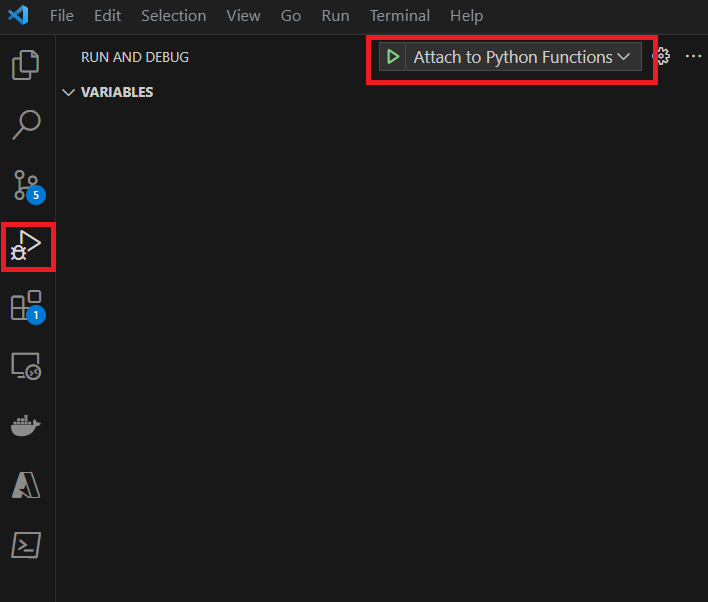 File Edit Selection View Go Run Terminal Help
RUN AND DEBUG Attach to Python Functions
VARIABLES
5
1